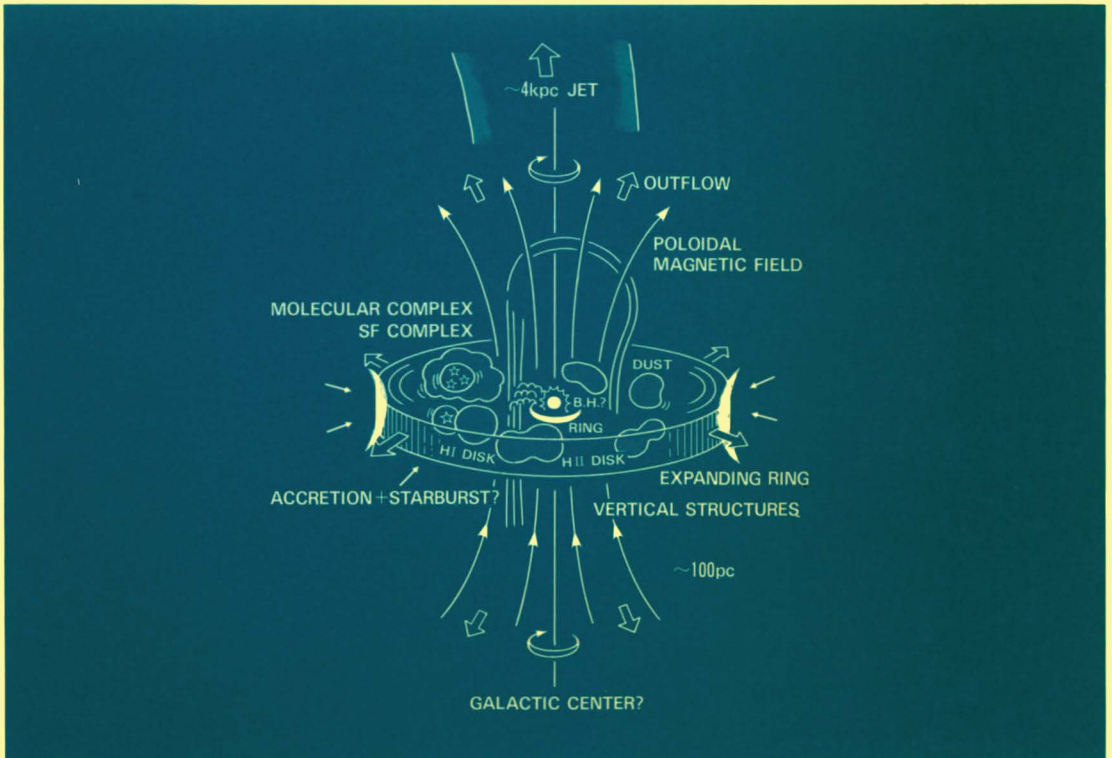 ~4kpc JET
OUTFLOW
POLOIDAL
MAGNETIC FIELD
MOLECULAR COMPLEX
SF COMPLEX
DUST
B.H.?
RING
HI DISK
HII DISK
EXPANDING RING
ACCRETION+STARBURST?
VERTICAL STRUCTURES
~100pc
GALACTIC CENTER?